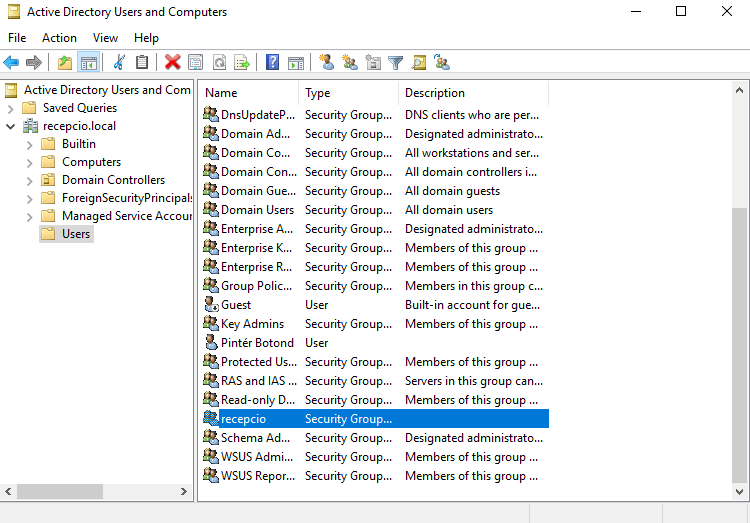 Active Directory Users and Computers
File Action View Help
Active Directory Users and Com
Saved Queries
recepcio.local
Builtin
Computers
Domain Controllers
ForeignSecurityPrincipals
Managed Service Accour
Users
Name Type Description
DnsUpdateP... Security Group... DNS clients who are per...
Domain Ad... Security Group... Designated administrato...
Domain Co... Security Group... All workstations and ser...
Domain Con... Security Group... All domain controllers i...
Domain Gue... Security Group... All domain guests
Domain Users Security Group... All domain users
Enterprise A... Security Group... Designated administrato...
Enterprise K... Security Group... Members of this group ...
Enterprise R... Security Group... Members of this group ...
Group Polic... Security Group... Members in this group c...
Guest User Built-in account for gue...
Key Admins Security Group... Members of this group ...
Pintér Botond User
Protected Us... Security Group... Members of this group ...
RAS and IAS ... Security Group... Servers in this group can...
Read-only D... Security Group... Members of this group ...
recepcio Security Group...
Schema Ad... Security Group... Designated administrato...
WSUS Admi... Security Group... Members of this group ...
WSUS Repor... Security Group... Members of this group ...